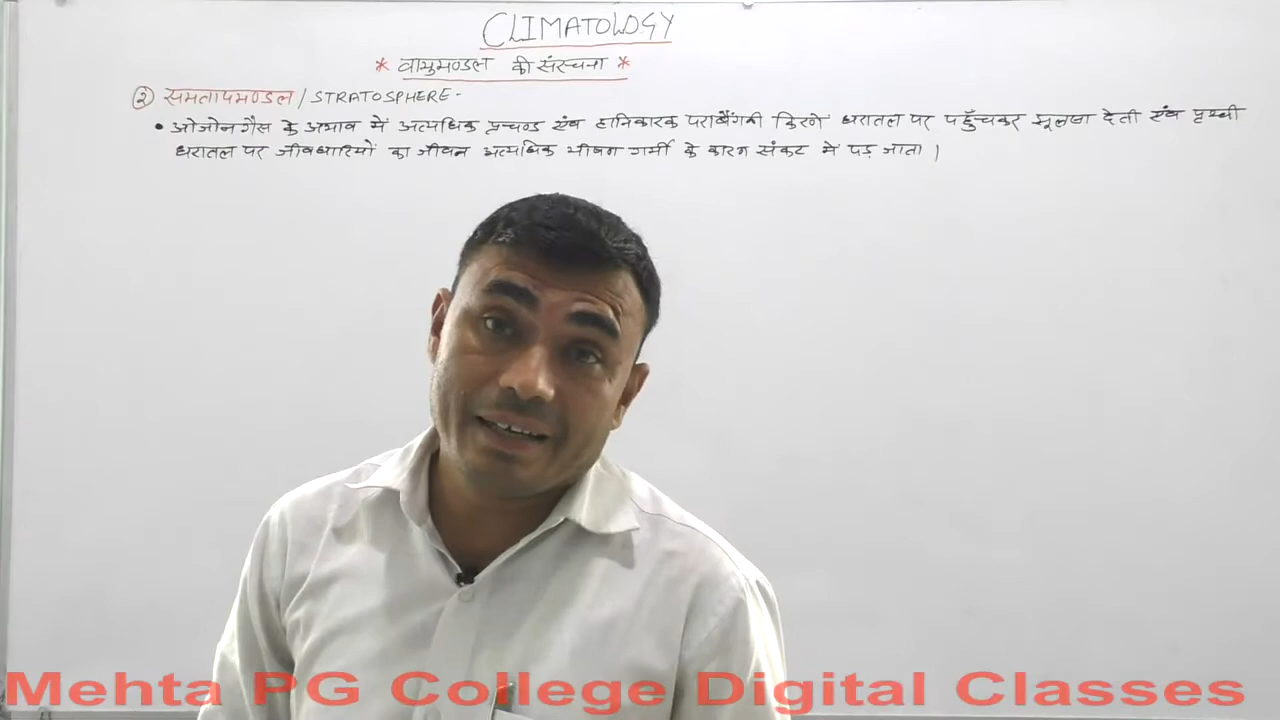 CLIMATOLOGY
* वायुमण्डल की संरचना *
② समतापमण्डल / STRATOSPHERE -
• ओजोन गैस के अभाव में अत्यधिक प्रचण्ड एंव हानिकारक पराबैंगनी किरणें धरातल पर पहुँचकर झूलसा देती एंव पृथ्वी
धरातल पर जीवधारियों का जीवन अत्यधिक भीषण गर्मी के कारण संकट में पड़ जाता ।
Mehta PG College Digital Classes